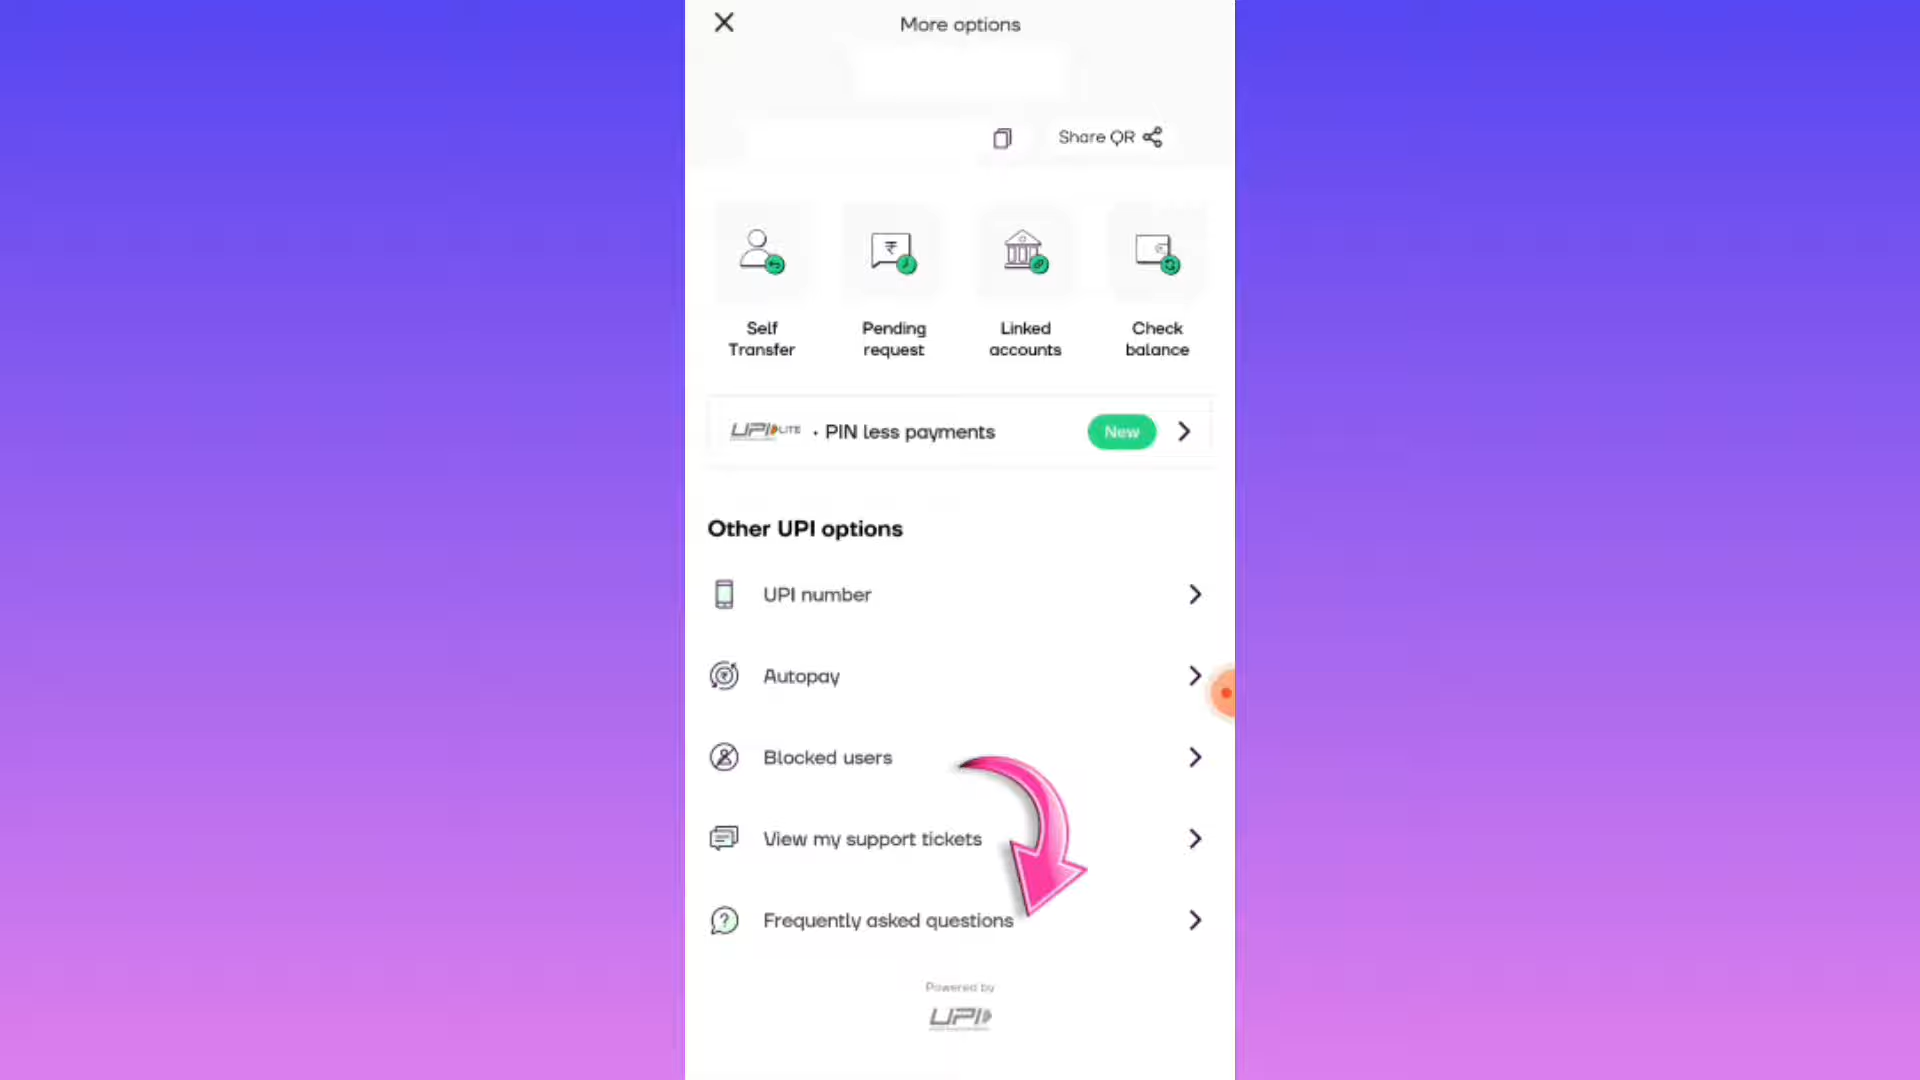 More options
Share QR
Self
Transfer
Pending
request
Linked
accounts
Check
balance
UPI LITE • PIN less payments
New
Other UPI options
UPI number
Autopay
Blocked users
View my support tickets
Frequently asked questions
Powered by
UPI